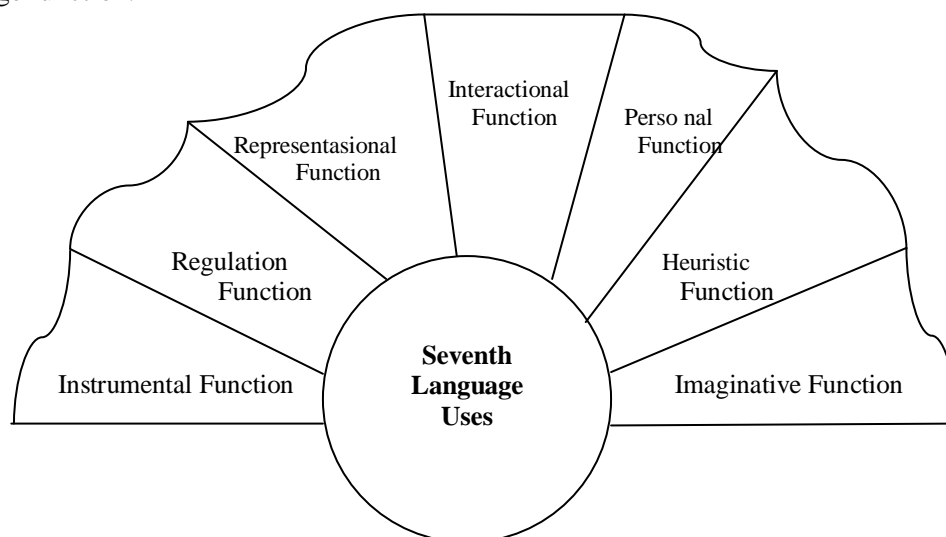 Interactional
Function
Perso nal
Function
Representasional
Function
Regulation
Function
Heuristic
Function
Seventh
Language
Uses
Instrumental Function
Imaginative Function